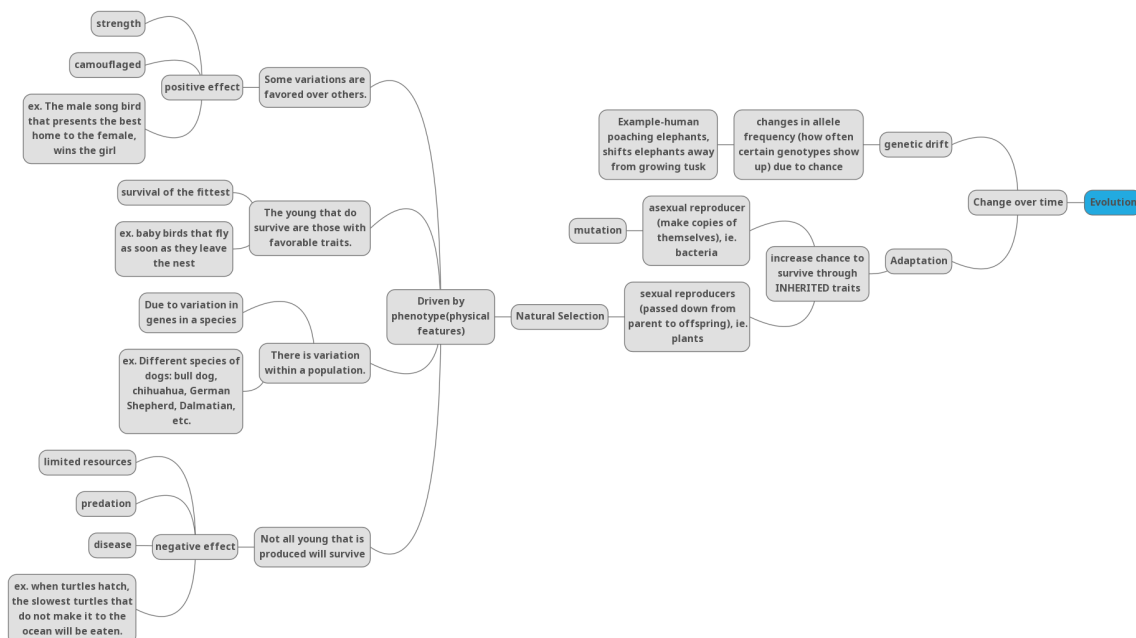 strength
camouflaged
ex. The male song bird
that presents the best
home to the female,
wins the girl
positive effect
Some variations are
favored over others.
survival of the fittest
ex. baby birds that fly
as soon as they leave
the nest
The young that do
survive are those with
favorable traits.
Due to variation in
genes in a species
ex. Different species of
dogs: bull dog,
chihuahua, German
Shepherd, Dalmatian,
etc.
There is variation
within a population.
limited resources
predation
disease
ex. when turtles hatch,
the slowest turtles that
do not make it to the
ocean will be eaten.
negative effect
Not all young that is
produced will survive
Driven by
phenotype(physical
features)
Natural Selection
Example-human
poaching elephants,
shifts elephants away
from growing tusk
changes in allele
frequency (how often
certain genotypes show
up) due to chance
genetic drift
mutation
asexual reproducer
(make copies of
themselves), ie.
bacteria
sexual reproducers
(passed down from
parent to offspring), ie.
plants
increase chance to
survive through
INHERITED traits
Adaptation
Change over time
Evolution